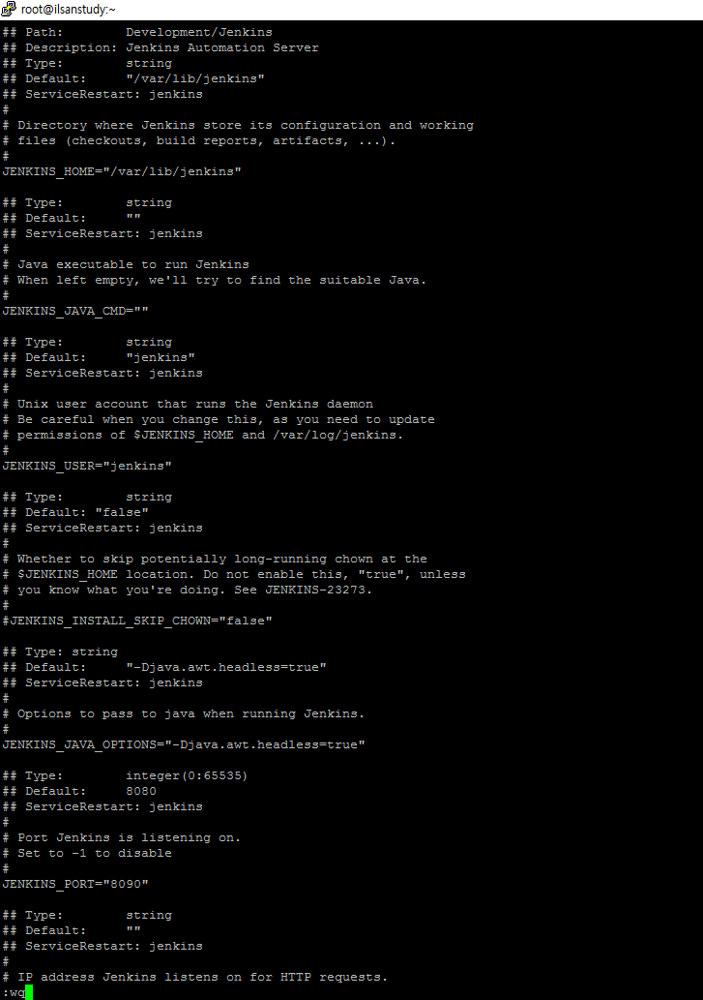 root@ilsanstudy:~
## Path:        Development/Jenkins
## Description: Jenkins Automation Server
## Type:        string
## Default:     "/var/lib/jenkins"
## ServiceRestart: jenkins
#
# Directory where Jenkins store its configuration and working
# files (checkouts, build reports, artifacts, ...).
#
JENKINS_HOME="/var/lib/jenkins"

## Type:        string
## Default:     ""
## ServiceRestart: jenkins
#
# Java executable to run Jenkins
# When left empty, we'll try to find the suitable Java.
#
JENKINS_JAVA_CMD=""

## Type:        string
## Default:     "jenkins"
## ServiceRestart: jenkins
#
# Unix user account that runs the Jenkins daemon
# Be careful when you change this, as you need to update
# permissions of $JENKINS_HOME and /var/log/jenkins.
#
JENKINS_USER="jenkins"

## Type:        string
## Default: "false"
## ServiceRestart: jenkins
#
# Whether to skip potentially long-running chown at the
# $JENKINS_HOME location. Do not enable this, "true", unless
# you know what you're doing. See JENKINS-23273.
#
#JENKINS_INSTALL_SKIP_CHOWN="false"

## Type: string
## Default:     "-Djava.awt.headless=true"
## ServiceRestart: jenkins
#
# Options to pass to java when running Jenkins.
#
JENKINS_JAVA_OPTIONS="-Djava.awt.headless=true"

## Type:        integer(0:65535)
## Default:     8080
## ServiceRestart: jenkins
#
# Port Jenkins is listening on.
# Set to -1 to disable
#
JENKINS_PORT="8090"

## Type:        string
## Default:     ""
## ServiceRestart: jenkins
#
# IP address Jenkins listens on for HTTP requests.
:wq